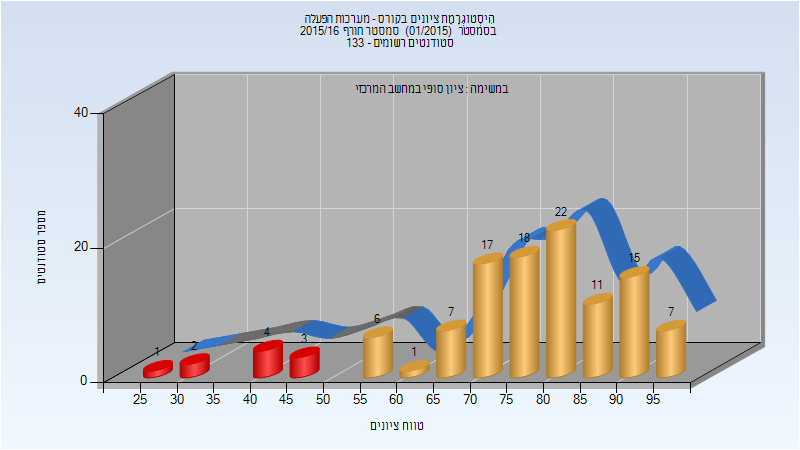 היסטוגרמת ציונים בקורס - מערכות הפעלה
בסמסטר (01/2015) סמסטר חורף 2015/16
סטודנטים רשומים - 133
במשימה : ציון סופי במחשב המרכזי
מספר סטודנטים
40
20
0
1
2
4
3
6
1
7
17
18
22
11
15
7
25 30 35 40 45 50 55 60 65 70 75 80 85 90 95
טווח ציונים